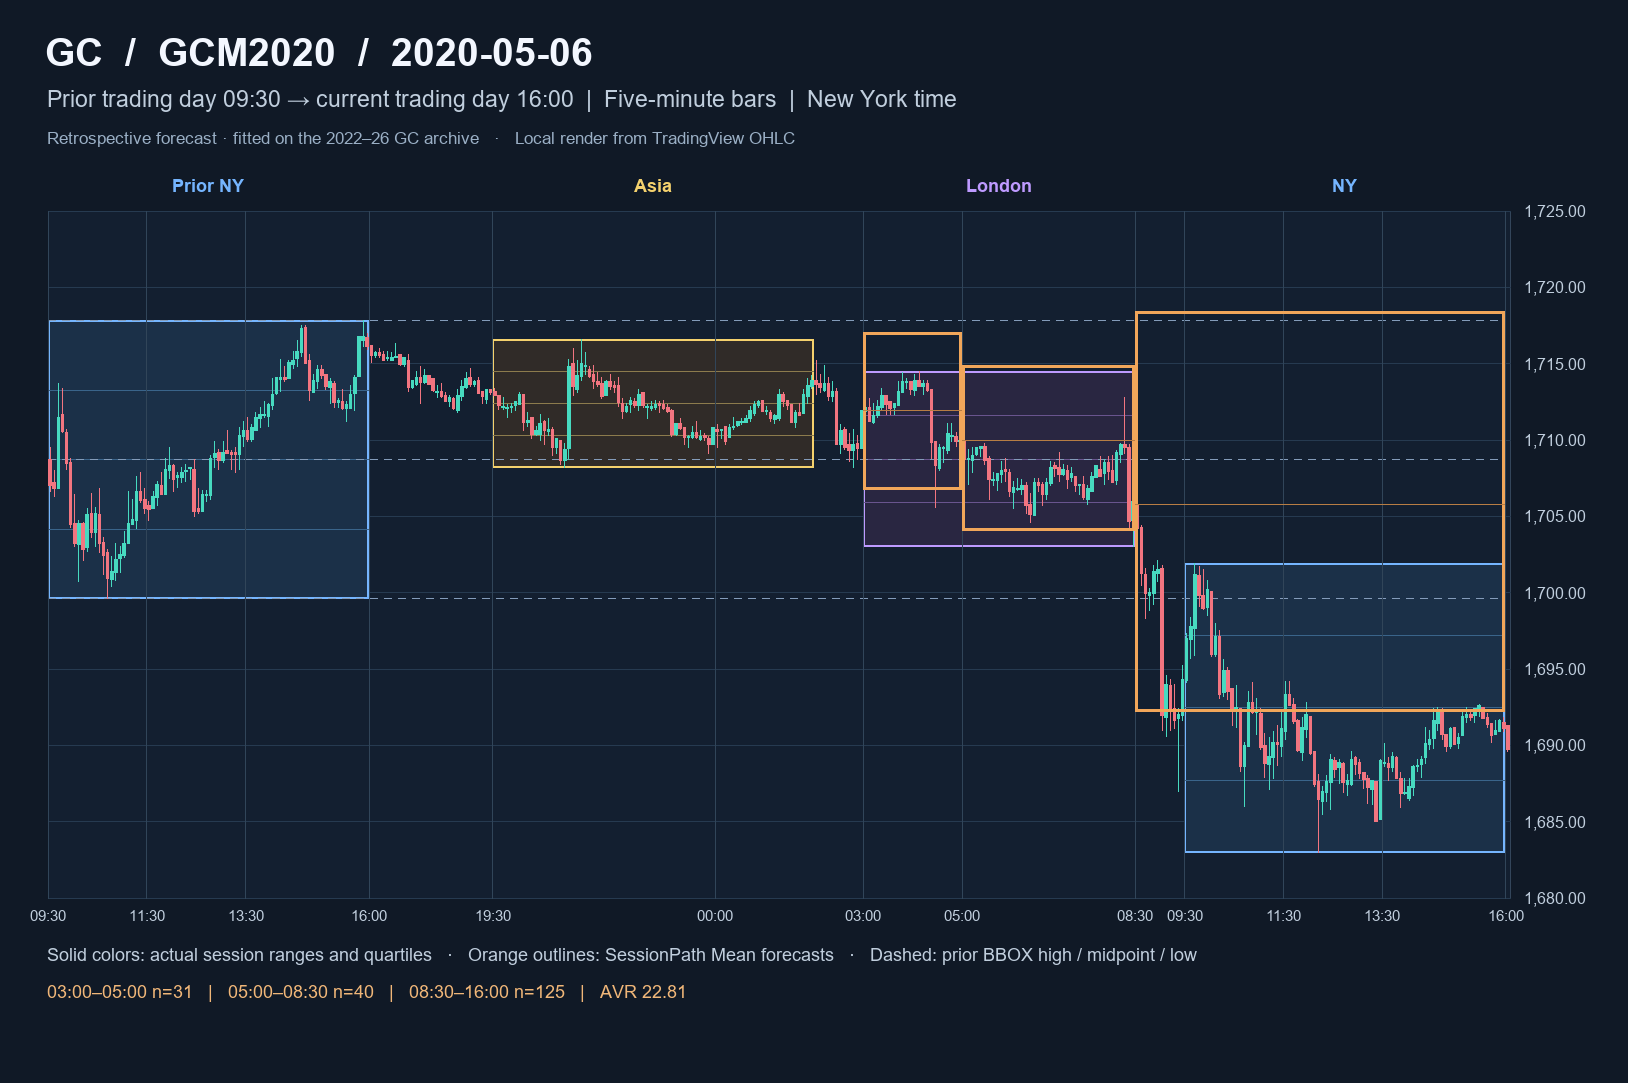 GC / GCM2020 / 2020-05-06
Prior trading day 09:30 → current trading day 16:00 | Five-minute bars | New York time
Retrospective forecast · fitted on the 2022–26 GC archive · Local render from TradingView OHLC
Prior NY Asia London NY
1,725.00
1,720.00
1,715.00
1,710.00
1,705.00
1,700.00
1,695.00
1,690.00
1,685.00
1,680.00
09:30 11:30 13:30 16:00 19:30 00:00 03:00 05:00 08:30 09:30 11:30 13:30 16:00
Solid colors: actual session ranges and quartiles · Orange outlines: SessionPath Mean forecasts · Dashed: prior BBOX high / midpoint / low
03:00–05:00 n=31 | 05:00–08:30 n=40 | 08:30–16:00 n=125 | AVR 22.81